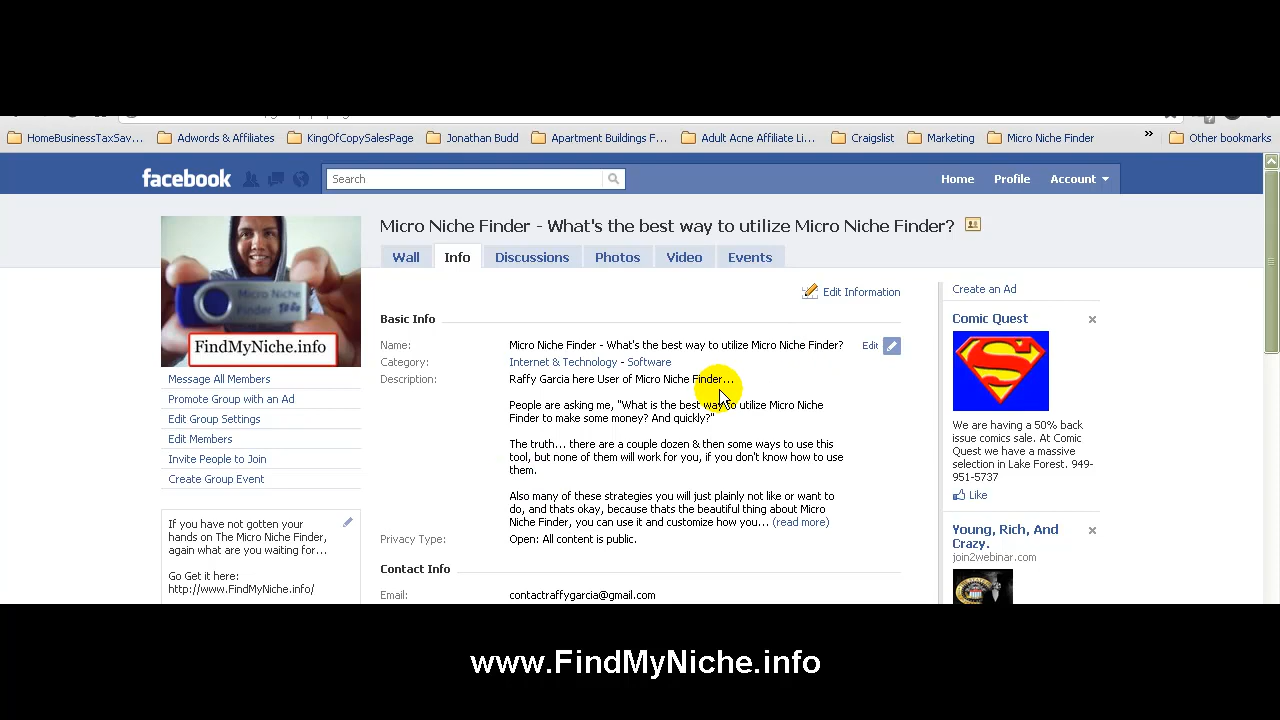 HomeBusinessTaxSav...
Adwords & Affiliates
KingOfCopySalesPage
Jonathan Budd
Apartment Buildings F...
Adult Acne Affiliate Li...
Craigslist
Marketing
Micro Niche Finder
»
Other bookmarks
facebook
Search
Home
Profile
Account
Micro Niche Finder - What's the best way to utilize Micro Niche Finder?
Wall
Info
Discussions
Photos
Video
Events
Micro Niche
Finder
FindMyNiche.info
Message All Members
Promote Group with an Ad
Edit Group Settings
Edit Members
Invite People to Join
Create Group Event
If you have not gotten your
hands on The Micro Niche Finder,
again what are you waiting for...
Go Get it here:
http://www.FindMyNiche.info/
Edit Information
Basic Info
Name: Micro Niche Finder - What's the best way to utilize Micro Niche Finder? Edit
Category: Internet & Technology - Software
Description: Raffy Garcia here User of Micro Niche Finder...
People are asking me, "What is the best way to utilize Micro Niche
Finder to make some money? And quickly?"
The truth... there are a couple dozen & then some ways to use this
tool, but none of them will work for you, if you don't know how to use
them.
Also many of these strategies you will just plainly not like or want to
do, and thats okay, because thats the beautiful thing about Micro
Niche Finder, you can use it and customize how you... (read more)
Privacy Type: Open: All content is public.
Contact Info
Email: contactraffygarcia@gmail.com
Create an Ad
Comic Quest
We are having a 50% back
issue comics sale. At Comic
Quest we have a massive
selection in Lake Forest. 949-
951-5737
Like
Young, Rich, And
Crazy.
join2webinar.com
www.FindMyNiche.info